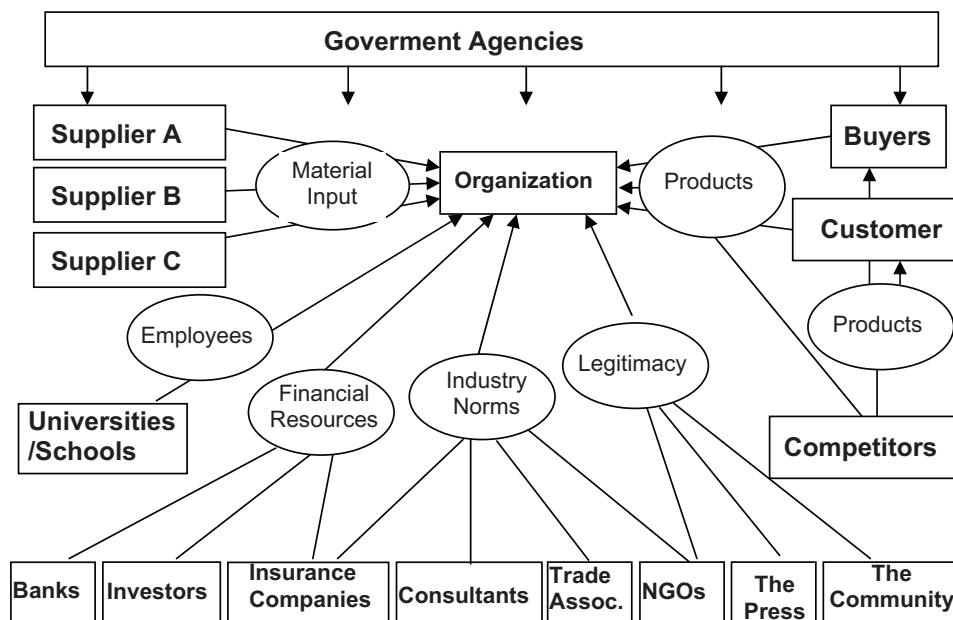 Goverment Agencies
Supplier A
Buyers
Material
Input
Organization
Products
Supplier B
Customer
Supplier C
Employees
Products
Legitimacy
Financial
Resources
Industry
Norms
Universities
/Schools
Competitors
Banks
Investors
Insurance
Companies
Consultants
Trade
Assoc.
NGOs
The
Press
The
Community